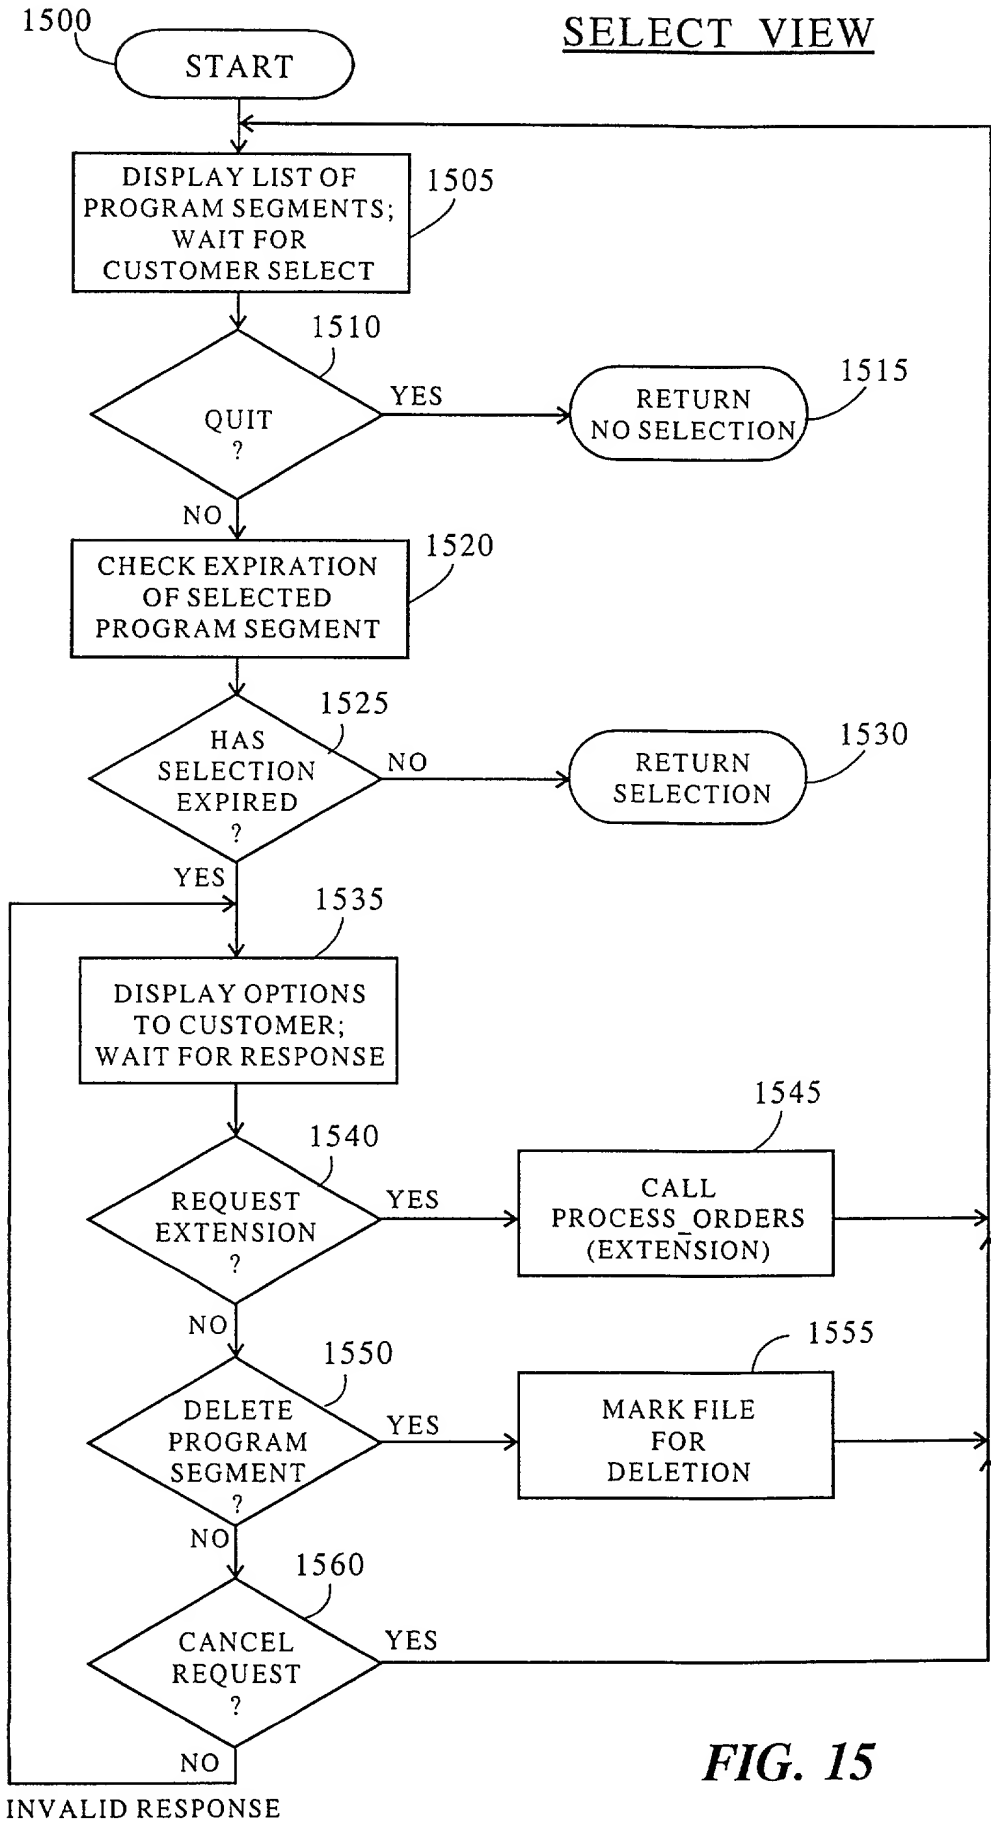 1500
SELECT VIEW
START
DISPLAY LIST OF
PROGRAM SEGMENTS;
WAIT FOR
CUSTOMER SELECT
1505
1510
QUIT
?
YES
RETURN
NO SELECTION
1515
NO
CHECK EXPIRATION
OF SELECTED
PROGRAM SEGMENT
1520
1525
HAS
SELECTION
EXPIRED
?
NO
RETURN
SELECTION
1530
YES
1535
DISPLAY OPTIONS
TO CUSTOMER;
WAIT FOR RESPONSE
1540
REQUEST
EXTENSION
?
YES
1545
CALL
PROCESS_ORDERS
(EXTENSION)
NO
1550
DELETE
PROGRAM
SEGMENT
?
YES
1555
MARK FILE
FOR
DELETION
NO
1560
CANCEL
REQUEST
?
YES
NO
INVALID RESPONSE
FIG. 15